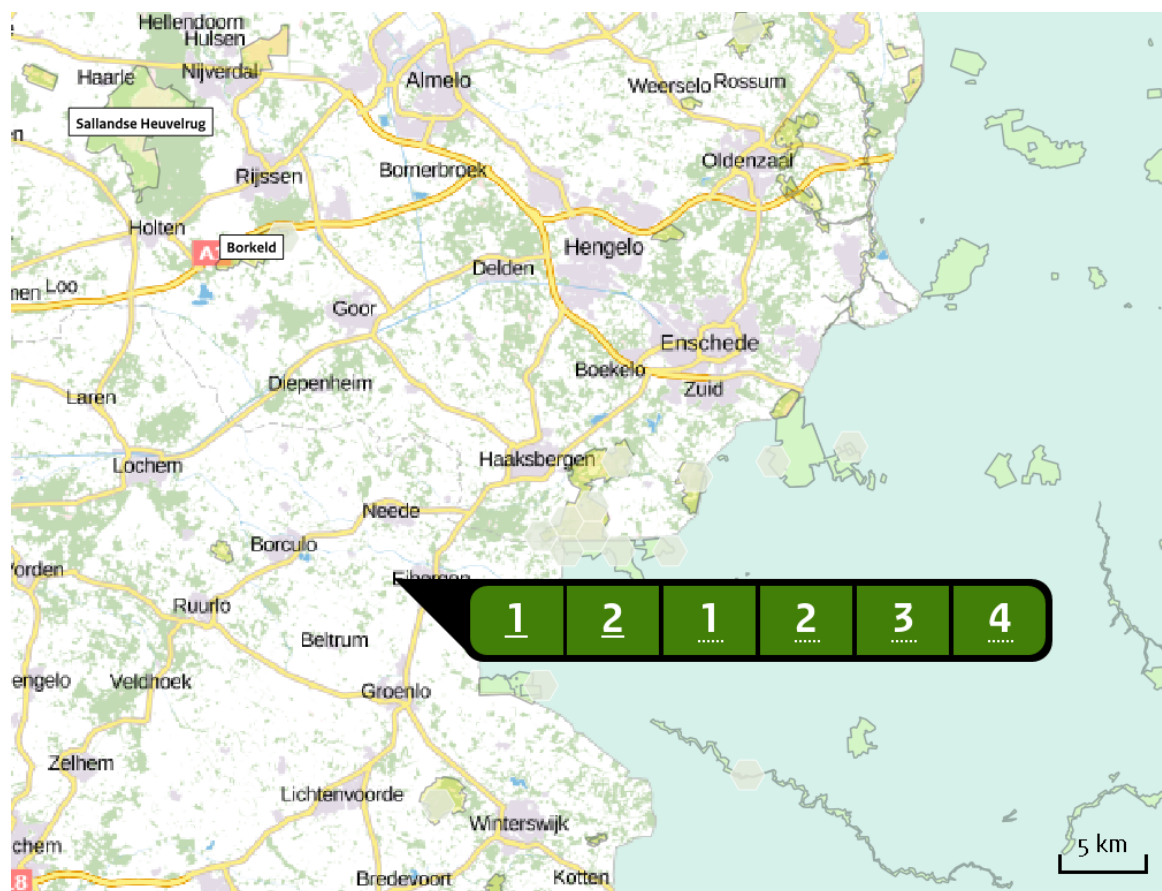 Hellendoorn
Hulsen
Haarle
Nijverdal
Almelo
Weerselo
Rossum
Sallandse Heuvelrug
Oldenzaal
Rijssen
Bornerbroek
Holten
Borkeld
Hengelo
Delden
Loo
Goor
Enschede
Boekelo
Diepenheim
Zuid
Laren
Haaksbergen
Lochem
Neede
Borculo
Vorden
Eibergen
1 2 1 2 3 4
Ruurlo
Beltrum
engelo
Veldhoek
Groenlo
Zelhem
Lichtenvoorde
Winterswijk
chem
5 km
Bredevoort
Kotten